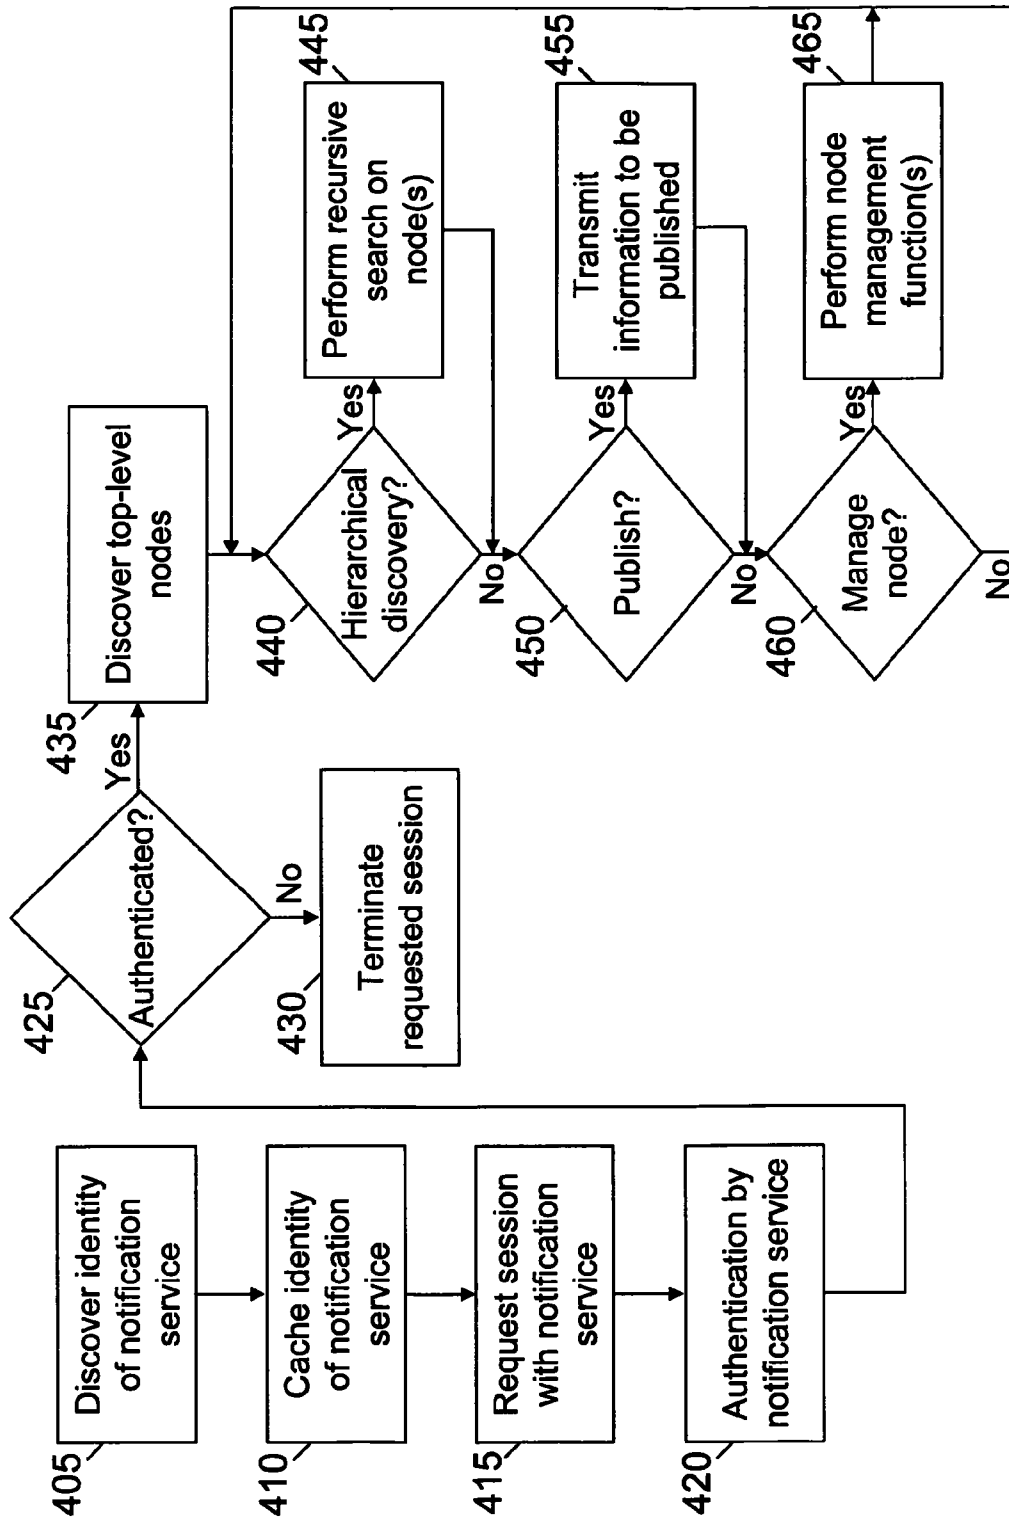 405
Discover identity
of notification
service
410
Cache identity
of notification
service
415
Request session
with notification
service
420
Authentication by
notification service
425
Authenticated?
Yes
No
430
Terminate
requested session
435
Discover top-level
nodes
440
Hierarchical
discovery?
Yes
No
445
Perform recursive
search on
node(s)
450
Publish?
Yes
No
455
Transmit
information to be
published
460
Manage
node?
Yes
No
465
Perform node
management
function(s)